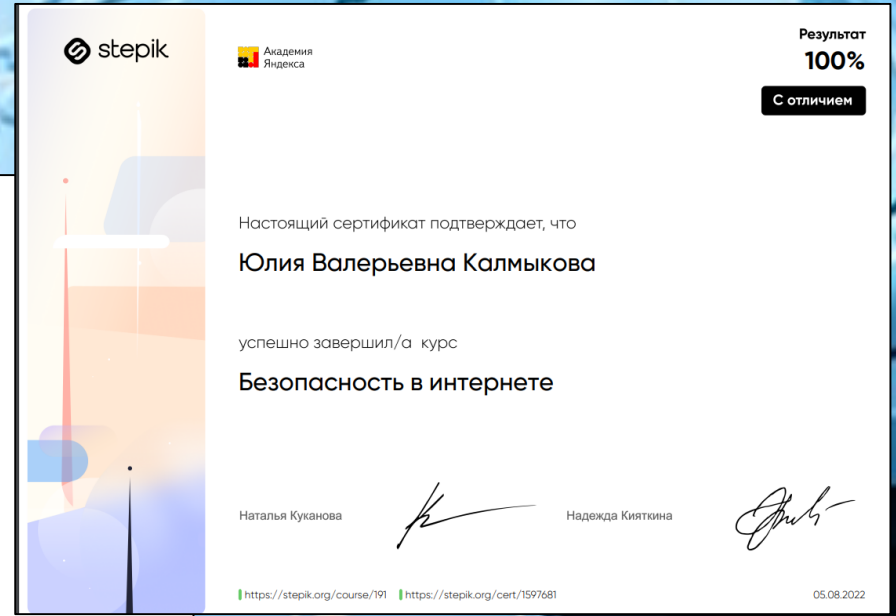 stepik
Академия
Яндекса
Результат
100%
С отличием
Настоящий сертификат подтверждает, что
Юлия Валерьевна Калмыкова
успешно завершил/а курс
Безопасность в интернете
Наталья Куканова
Надежда Кияткина
https://stepik.org/course/191 https://stepik.org/cert/1597681
05.08.2022